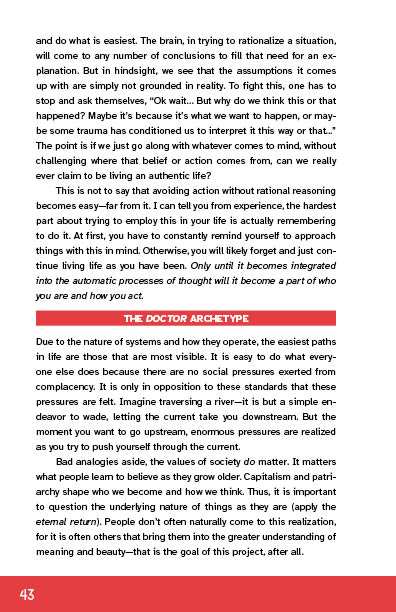 and do what is easiest. The brain, in trying to rationalize a situation,
will come to any number of conclusions to fill that need for an ex-
planation. But in hindsight, we see that the assumptions it comes
up with are simply not grounded in reality. To fight this, one has to
stop and ask themselves, “Ok wait... But why do we think this or that
happened? Maybe it’s because it’s what we want to happen, or may-
be some trauma has conditioned us to interpret it this way or that...”
The point is if we just go along with whatever comes to mind, without
challenging where that belief or action comes from, can we really
ever claim to be living an authentic life?
This is not to say that avoiding action without rational reasoning
becomes easy—far from it. I can tell you from experience, the hardest
part about trying to employ this in your life is actually remembering
to do it. At first, you have to constantly remind yourself to approach
things with this in mind. Otherwise, you will likely forget and just con-
tinue living life as you have been. Only until it becomes integrated
into the automatic processes of thought will it become a part of who
you are and how you act.
THE DOCTOR ARCHETYPE
Due to the nature of systems and how they operate, the easiest paths
in life are those that are most visible. It is easy to do what every-
one else does because there are no social pressures exerted from
complacency. It is only in opposition to these standards that these
pressures are felt. Imagine traversing a river—it is but a simple en-
deavor to wade, letting the current take you downstream. But the
moment you want to go upstream, enormous pressures are realized
as you try to push yourself through the current.
Bad analogies aside, the values of society do matter. It matters
what people learn to believe as they grow older. Capitalism and patri-
archy shape who we become and how we think. Thus, it is important
to question the underlying nature of things as they are (apply the
eternal return). People don’t often naturally come to this realization,
for it is often others that bring them into the greater understanding of
meaning and beauty—that is the goal of this project, after all.
43